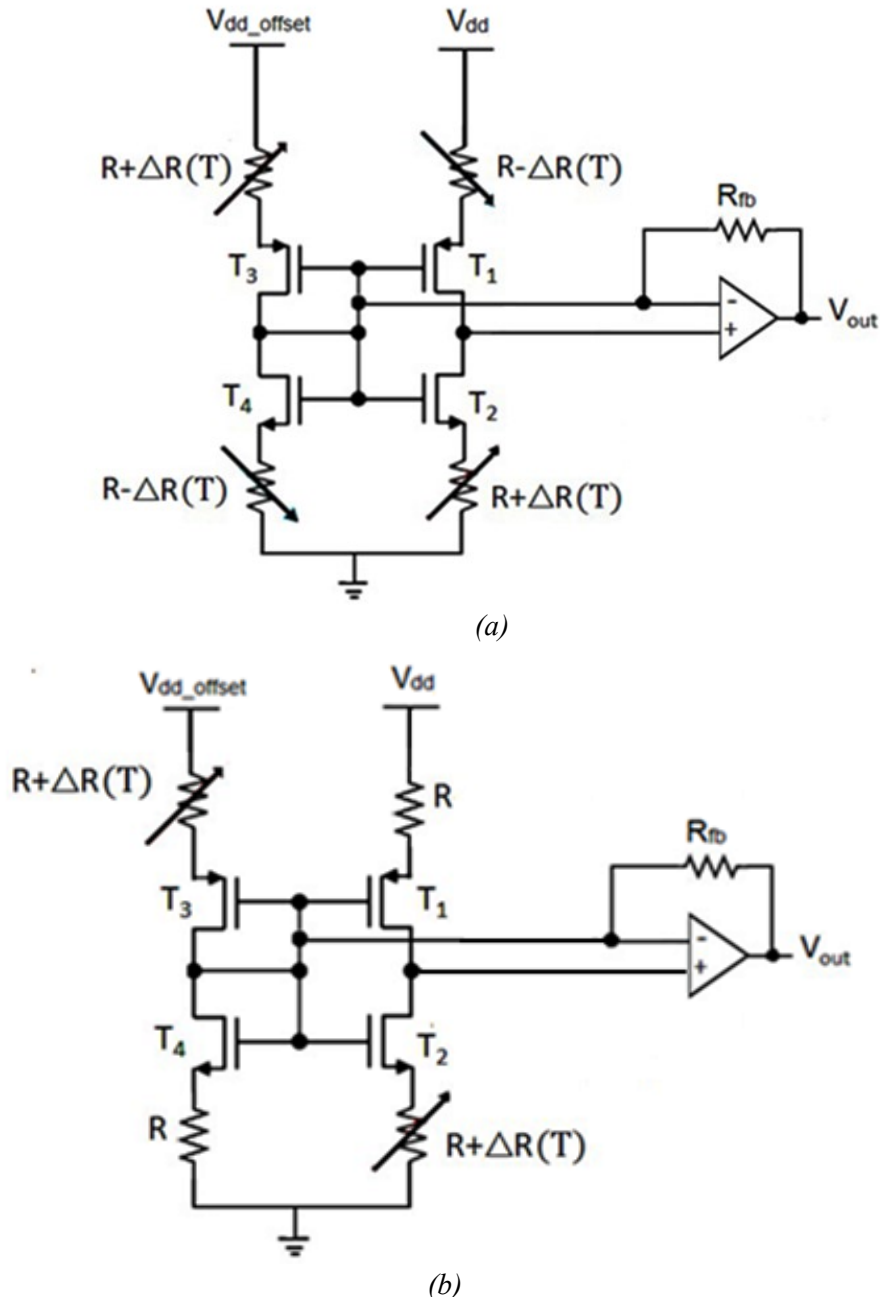 Vdd_offset Vdd
R+△R(T) R-△R(T)
Rfb
T3 T1
- 
+ Vout
T4 T2
R-△R(T) R+△R(T)
(a)
Vdd_offset Vdd
R+△R(T) R
Rfb
T3 T1
-
+ Vout
T4 T2
R R+△R(T)
(b)